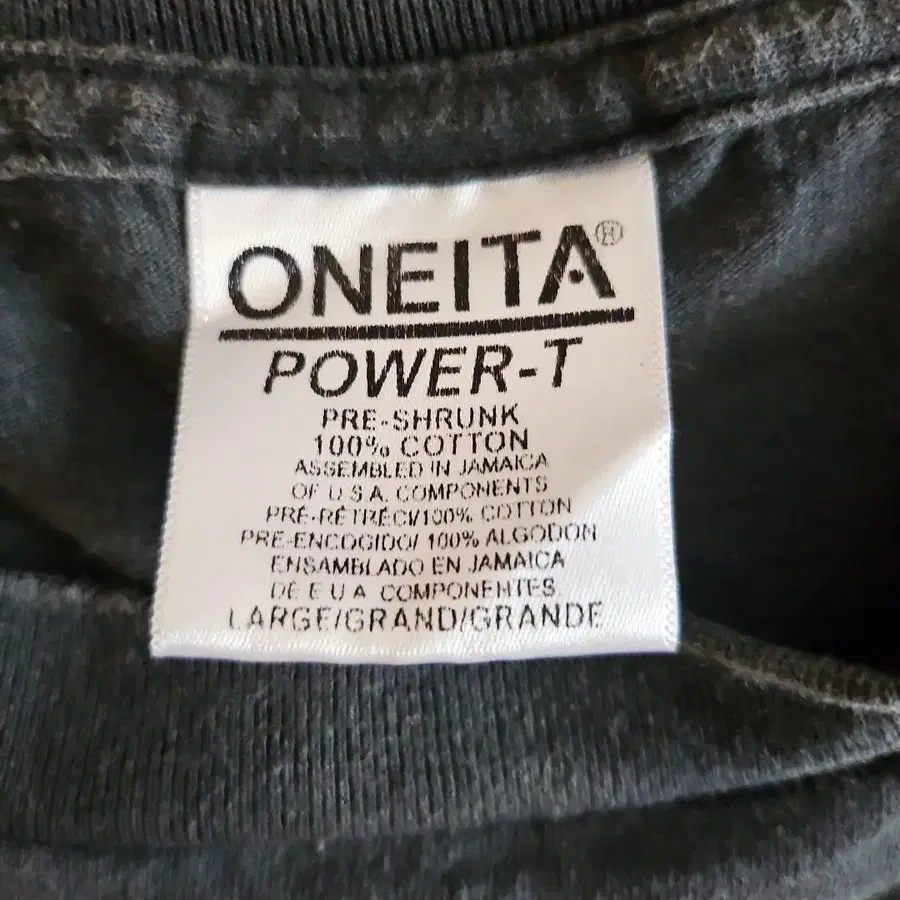 ONEITA®
POWER-T
PRE-SHRUNK
100% COTTON
ASSEMBLED IN JAMAICA
OF U.S.A. COMPONENTS
PRÉ-RÉTRÉCI/100% COTTON
PRE-ENCOGIDO/ 100% ALGODON
ENSAMBLADO EN JAMAICA
DE E U A COMPONENTES.
LARGE/GRAND/GRANDE